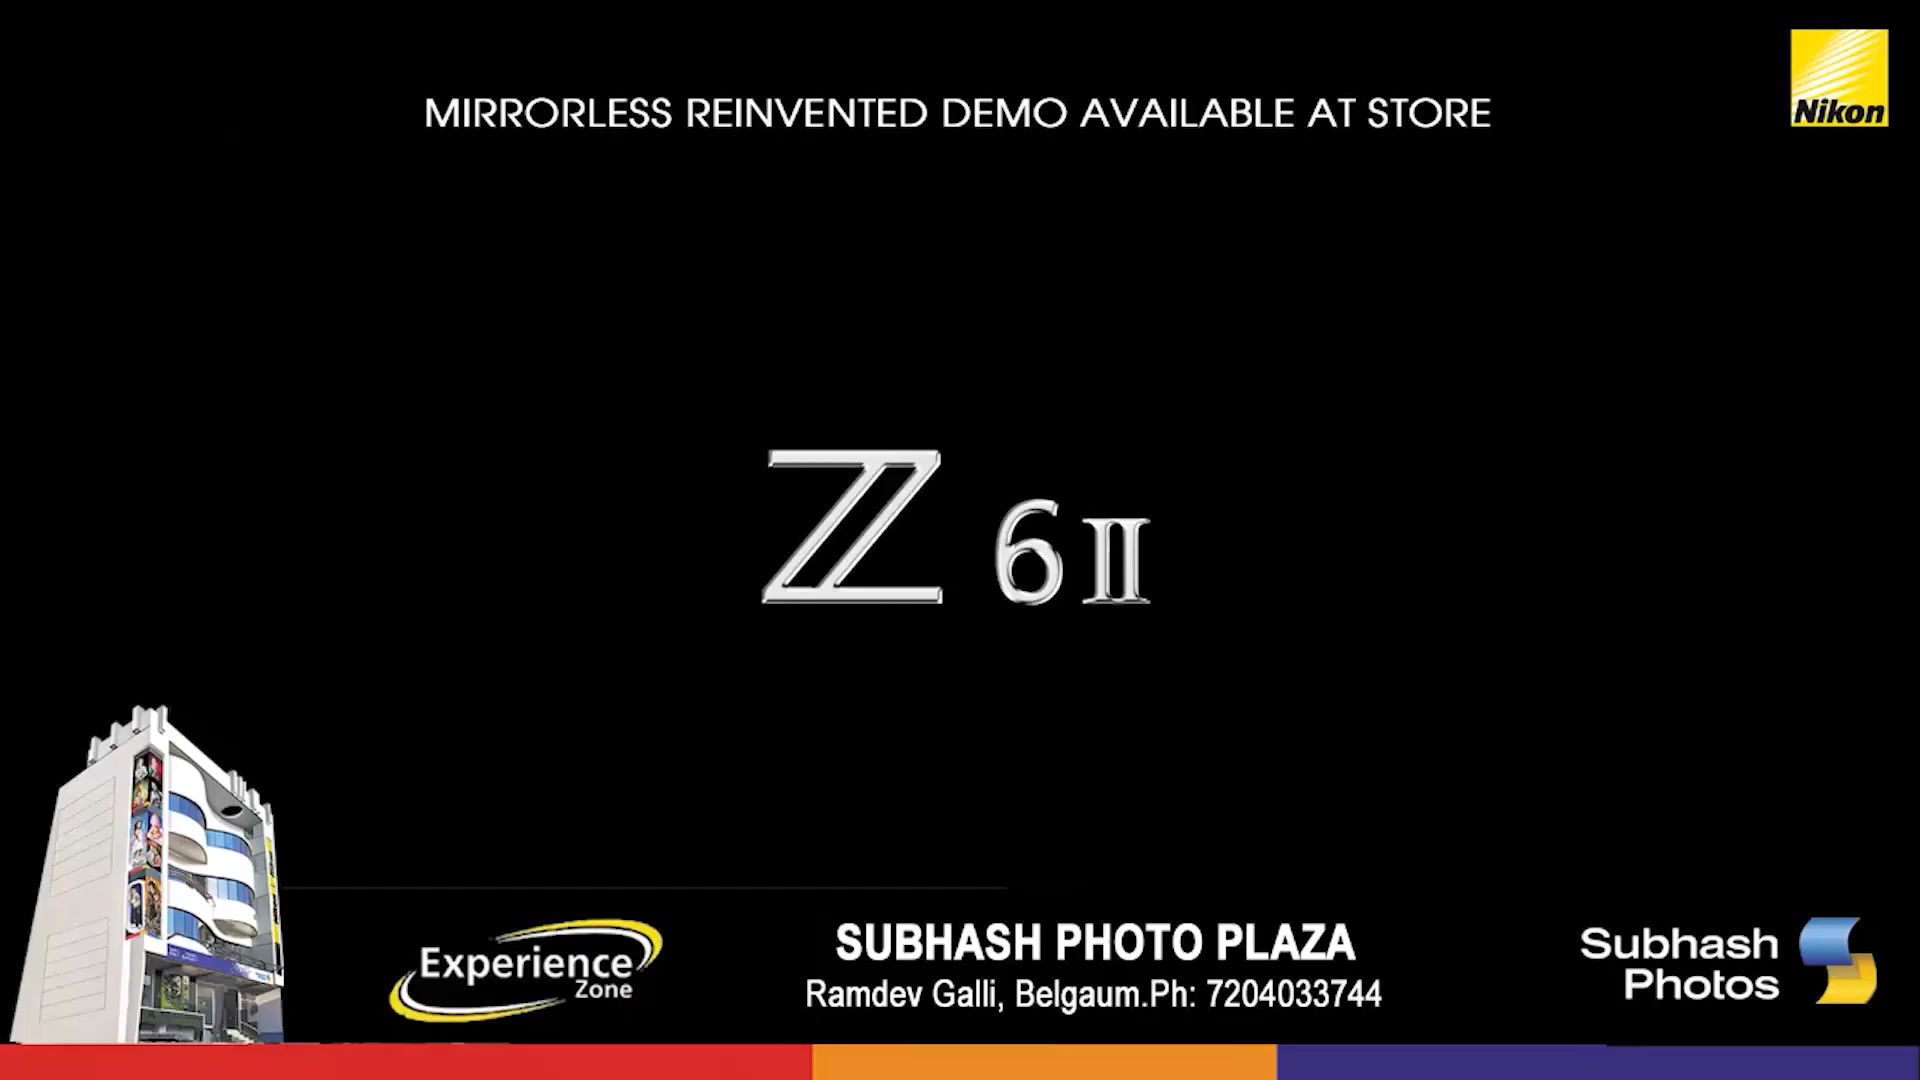 MIRRORLESS REINVENTED DEMO AVAILABLE AT STORE
Nikon
Z 6II
Experience
Zone
SUBHASH PHOTO PLAZA
Ramdev Galli, Belgaum.Ph: 7204033744
Subhash
Photos